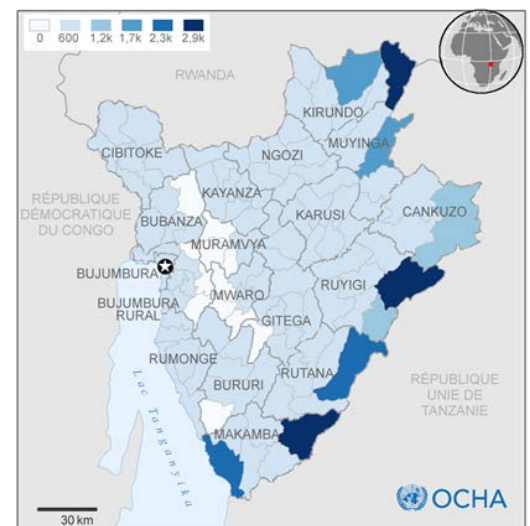 0 600 1,2k 1,7k 2,3k 2,9k
RWANDA
KIRUNDO
MUYINGA
NGOZI
CIBITOKE
KAYANZA
RÉPUBLIQUE
DÉMOCRATIQUE
DU CONGO
BUBANZA
KARUSI
CANKUZO
MURAMVYA
BUJUMBURA
MWARO
RUYIGI
BUJUMBURA
RURAL
GITEGA
RUMONGE
RUTANA
BURURI
RÉPUBLIQUE
UNIE DE
TANZANIE
Lac Tanganyika
MAKAMBA
OCHA
30 km